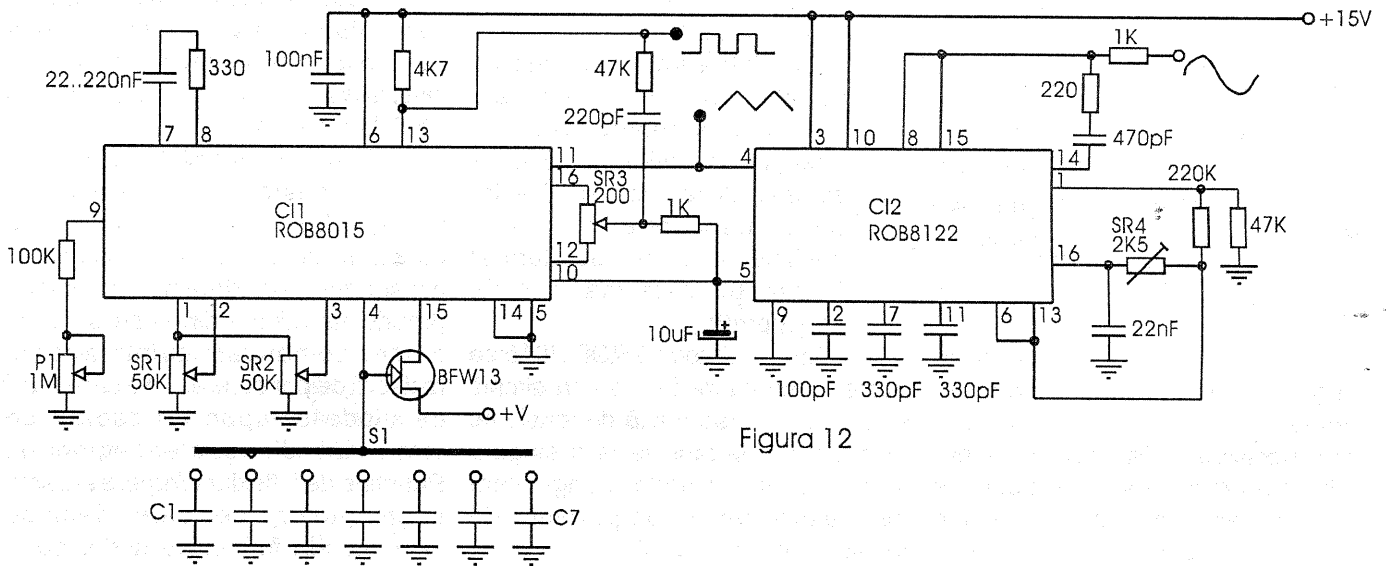 +15V
1K
100nF
4K7
47K
22..220nF
330
220
220pF
470pF
7
8
6
13
3
10
8
15
11
4
14
16
SR3
200
1
220K
9
CI1
ROB8015
1K
CI2
ROB8122
SR4
2K5
47K
100K
12
16
10
5
1
2
3
4
15
14
5
9
2
7
11
6
13
10uF
+
22nF
P1
1M
SR1
50K
SR2
50K
BFW13
100pF
330pF
330pF
+V
S1
Figura 12
C1
C7